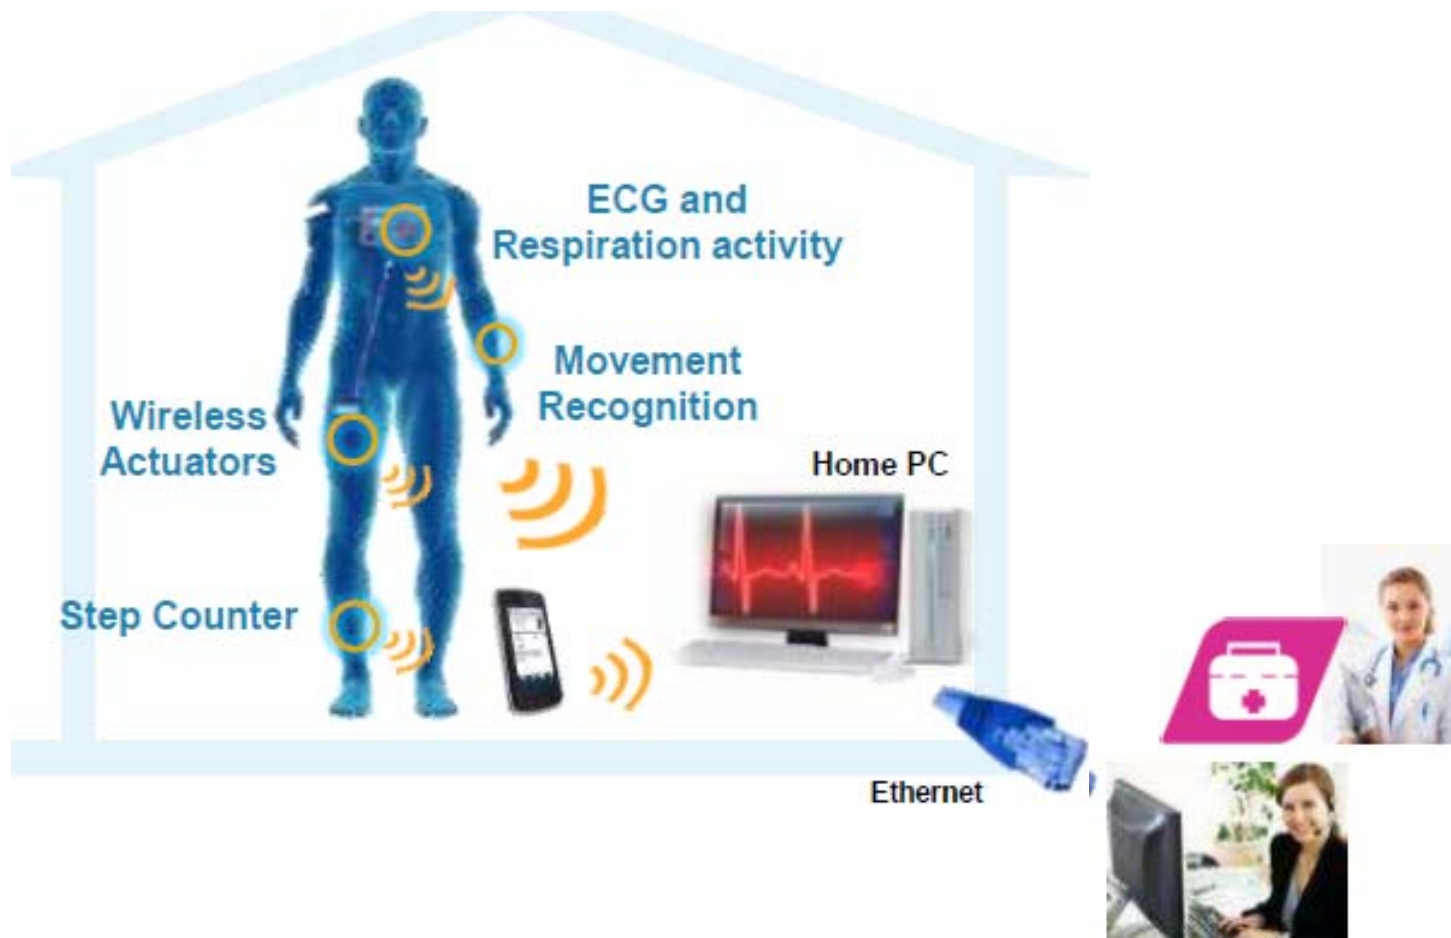 ECG and
Respiration activity
Movement
Recognition
Wireless
Actuators
Home PC
Step Counter
Ethernet